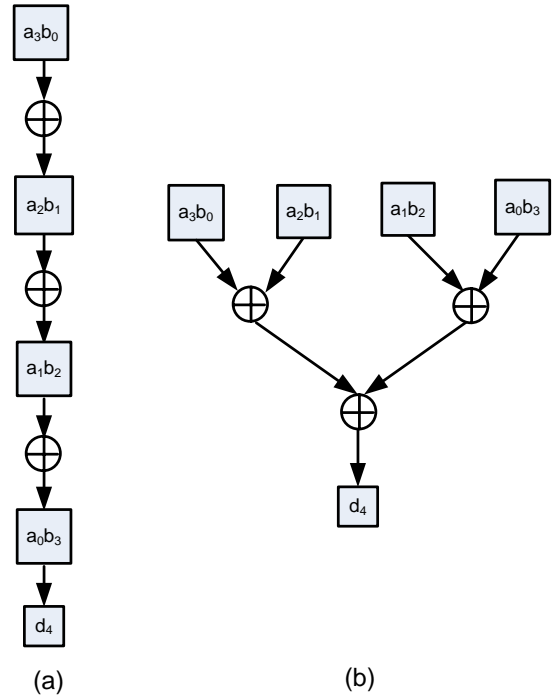 a₃b₀
a₂b₁
a₁b₂
a₀b₃
d₄
(a)
a₃b₀ a₂b₁ a₁b₂ a₀b₃
d₄
(b)